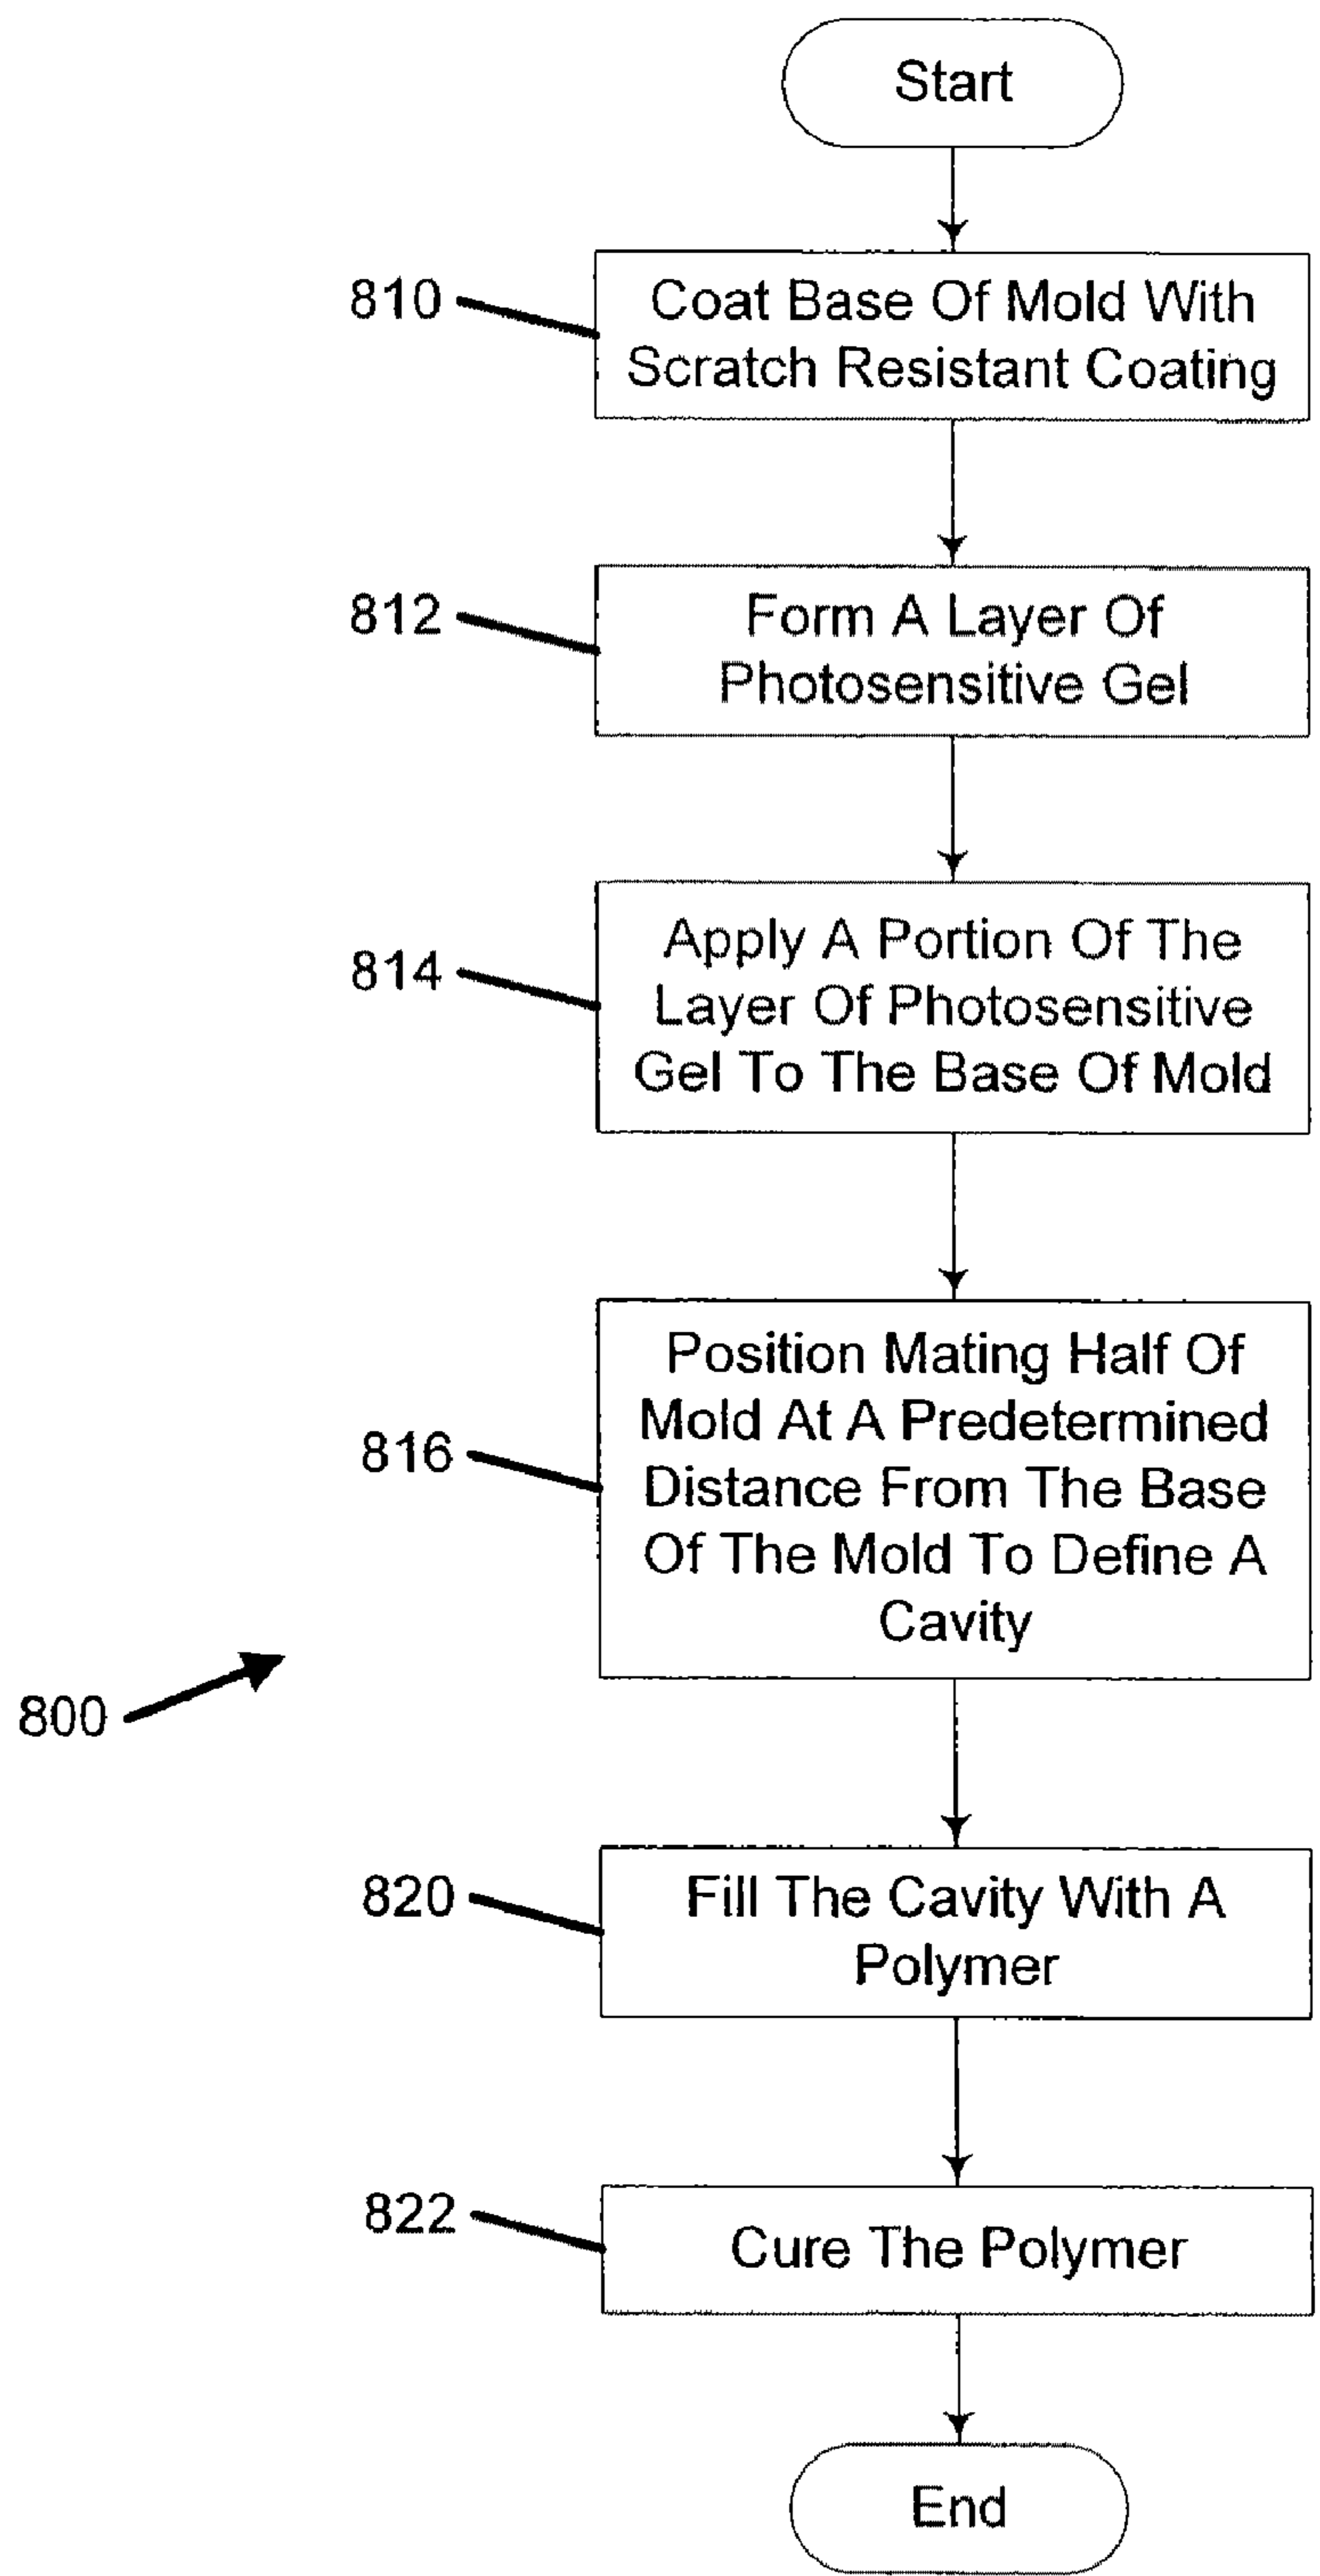 Start
810
Coat Base Of Mold With
Scratch Resistant Coating
812
Form A Layer Of
Photosensitive Gel
814
Apply A Portion Of The
Layer Of Photosensitive
Gel To The Base Of Mold
816
Position Mating Half Of
Mold At A Predetermined
Distance From The Base
Of The Mold To Define A
Cavity
800
820
Fill The Cavity With A
Polymer
822
Cure The Polymer
End